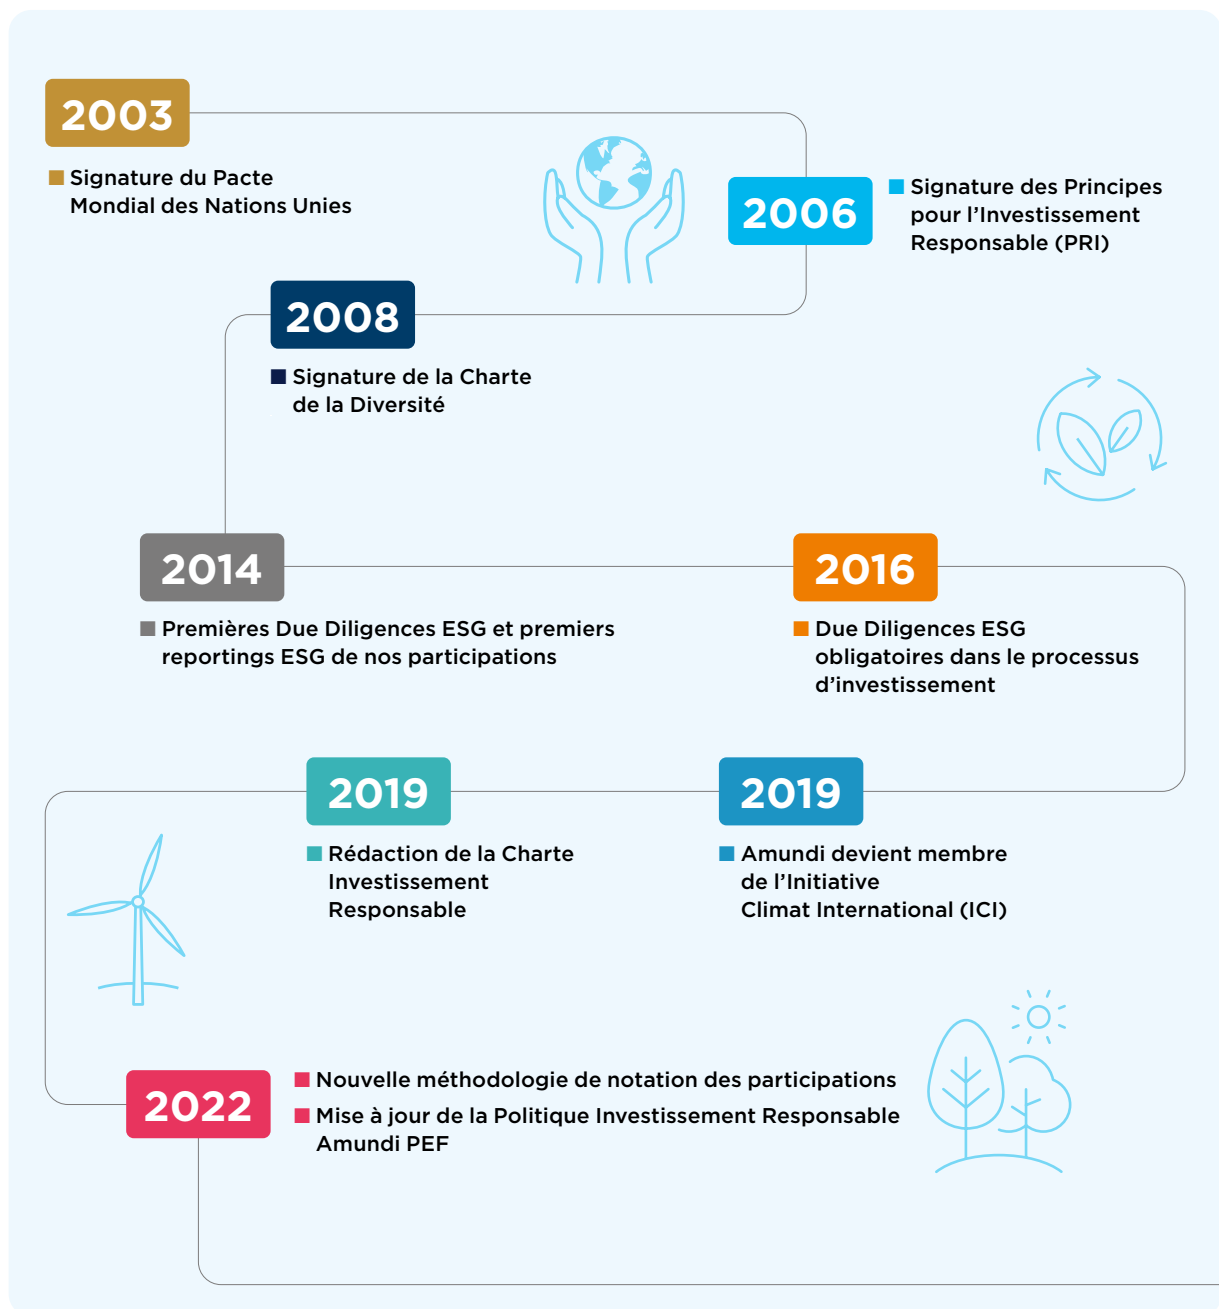 2003
■ Signature du Pacte
Mondial des Nations Unies
2006
■ Signature des Principes
pour l’Investissement
Responsable (PRI)
2008
■ Signature de la Charte
de la Diversité
2014
■ Premières Due Diligences ESG et premiers
reportings ESG de nos participations
2016
■ Due Diligences ESG
obligatoires dans le processus
d’investissement
2019
■ Amundi devient membre
de l’Initiative
Climat International (ICI)
2019
■ Rédaction de la Charte
Investissement
Responsable
2022
■ Nouvelle méthodologie de notation des participations
■ Mise à jour de la Politique Investissement Responsable
Amundi PEF